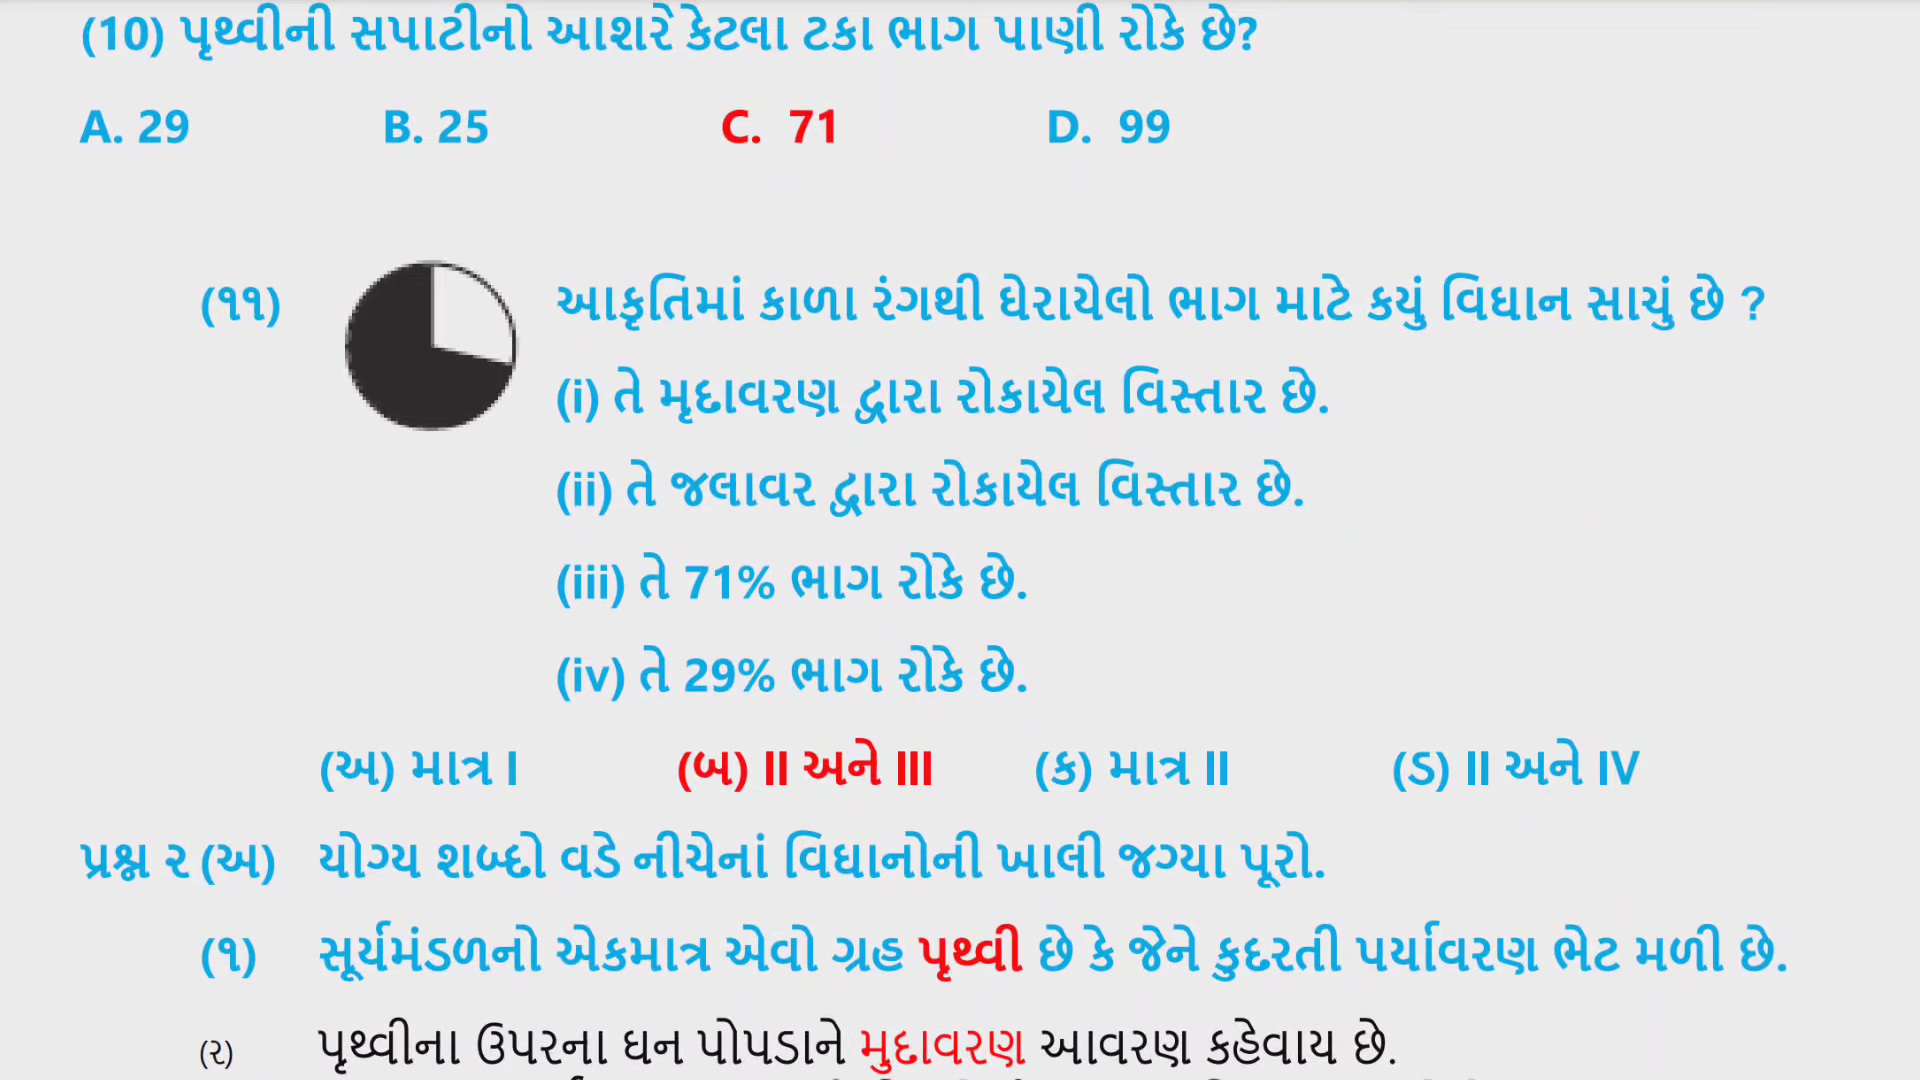 (10) પૃથ્વીની સપાટીનો આશરે કેટલા ટકા ભાગ પાણી રોકે છે?
A. 29 B. 25 C. 71 D. 99
(૧૧) આકૃતિમાં કાળા રંગથી ઘેરાયેલો ભાગ માટે કયું વિધાન સાચું છે ?
(i) તે મૃદાવરણ દ્વારા રોકાયેલ વિસ્તાર છે.
(ii) તે જલાવર દ્વારા રોકાયેલ વિસ્તાર છે.
(iii) તે 71% ભાગ રોકે છે.
(iv) તે 29% ભાગ રોકે છે.
(અ) માત્ર I (બ) II અને III (ક) માત્ર II (ડ) II અને IV
પ્રશ્ન ૨ (અ) યોગ્ય શબ્દો વડે નીચેનાં વિધાનોની ખાલી જગ્યા પૂરો.
(૧) સૂર્યમંડળનો એકમાત્ર એવો ગ્રહ પૃથ્વી છે કે જેને કુદરતી પર્યાવરણ ભેટ મળી છે.
(૨) પૃથ્વીના ઉપરના ઘન પોપડાને મુદાવરણ આવરણ કહેવાય છે.